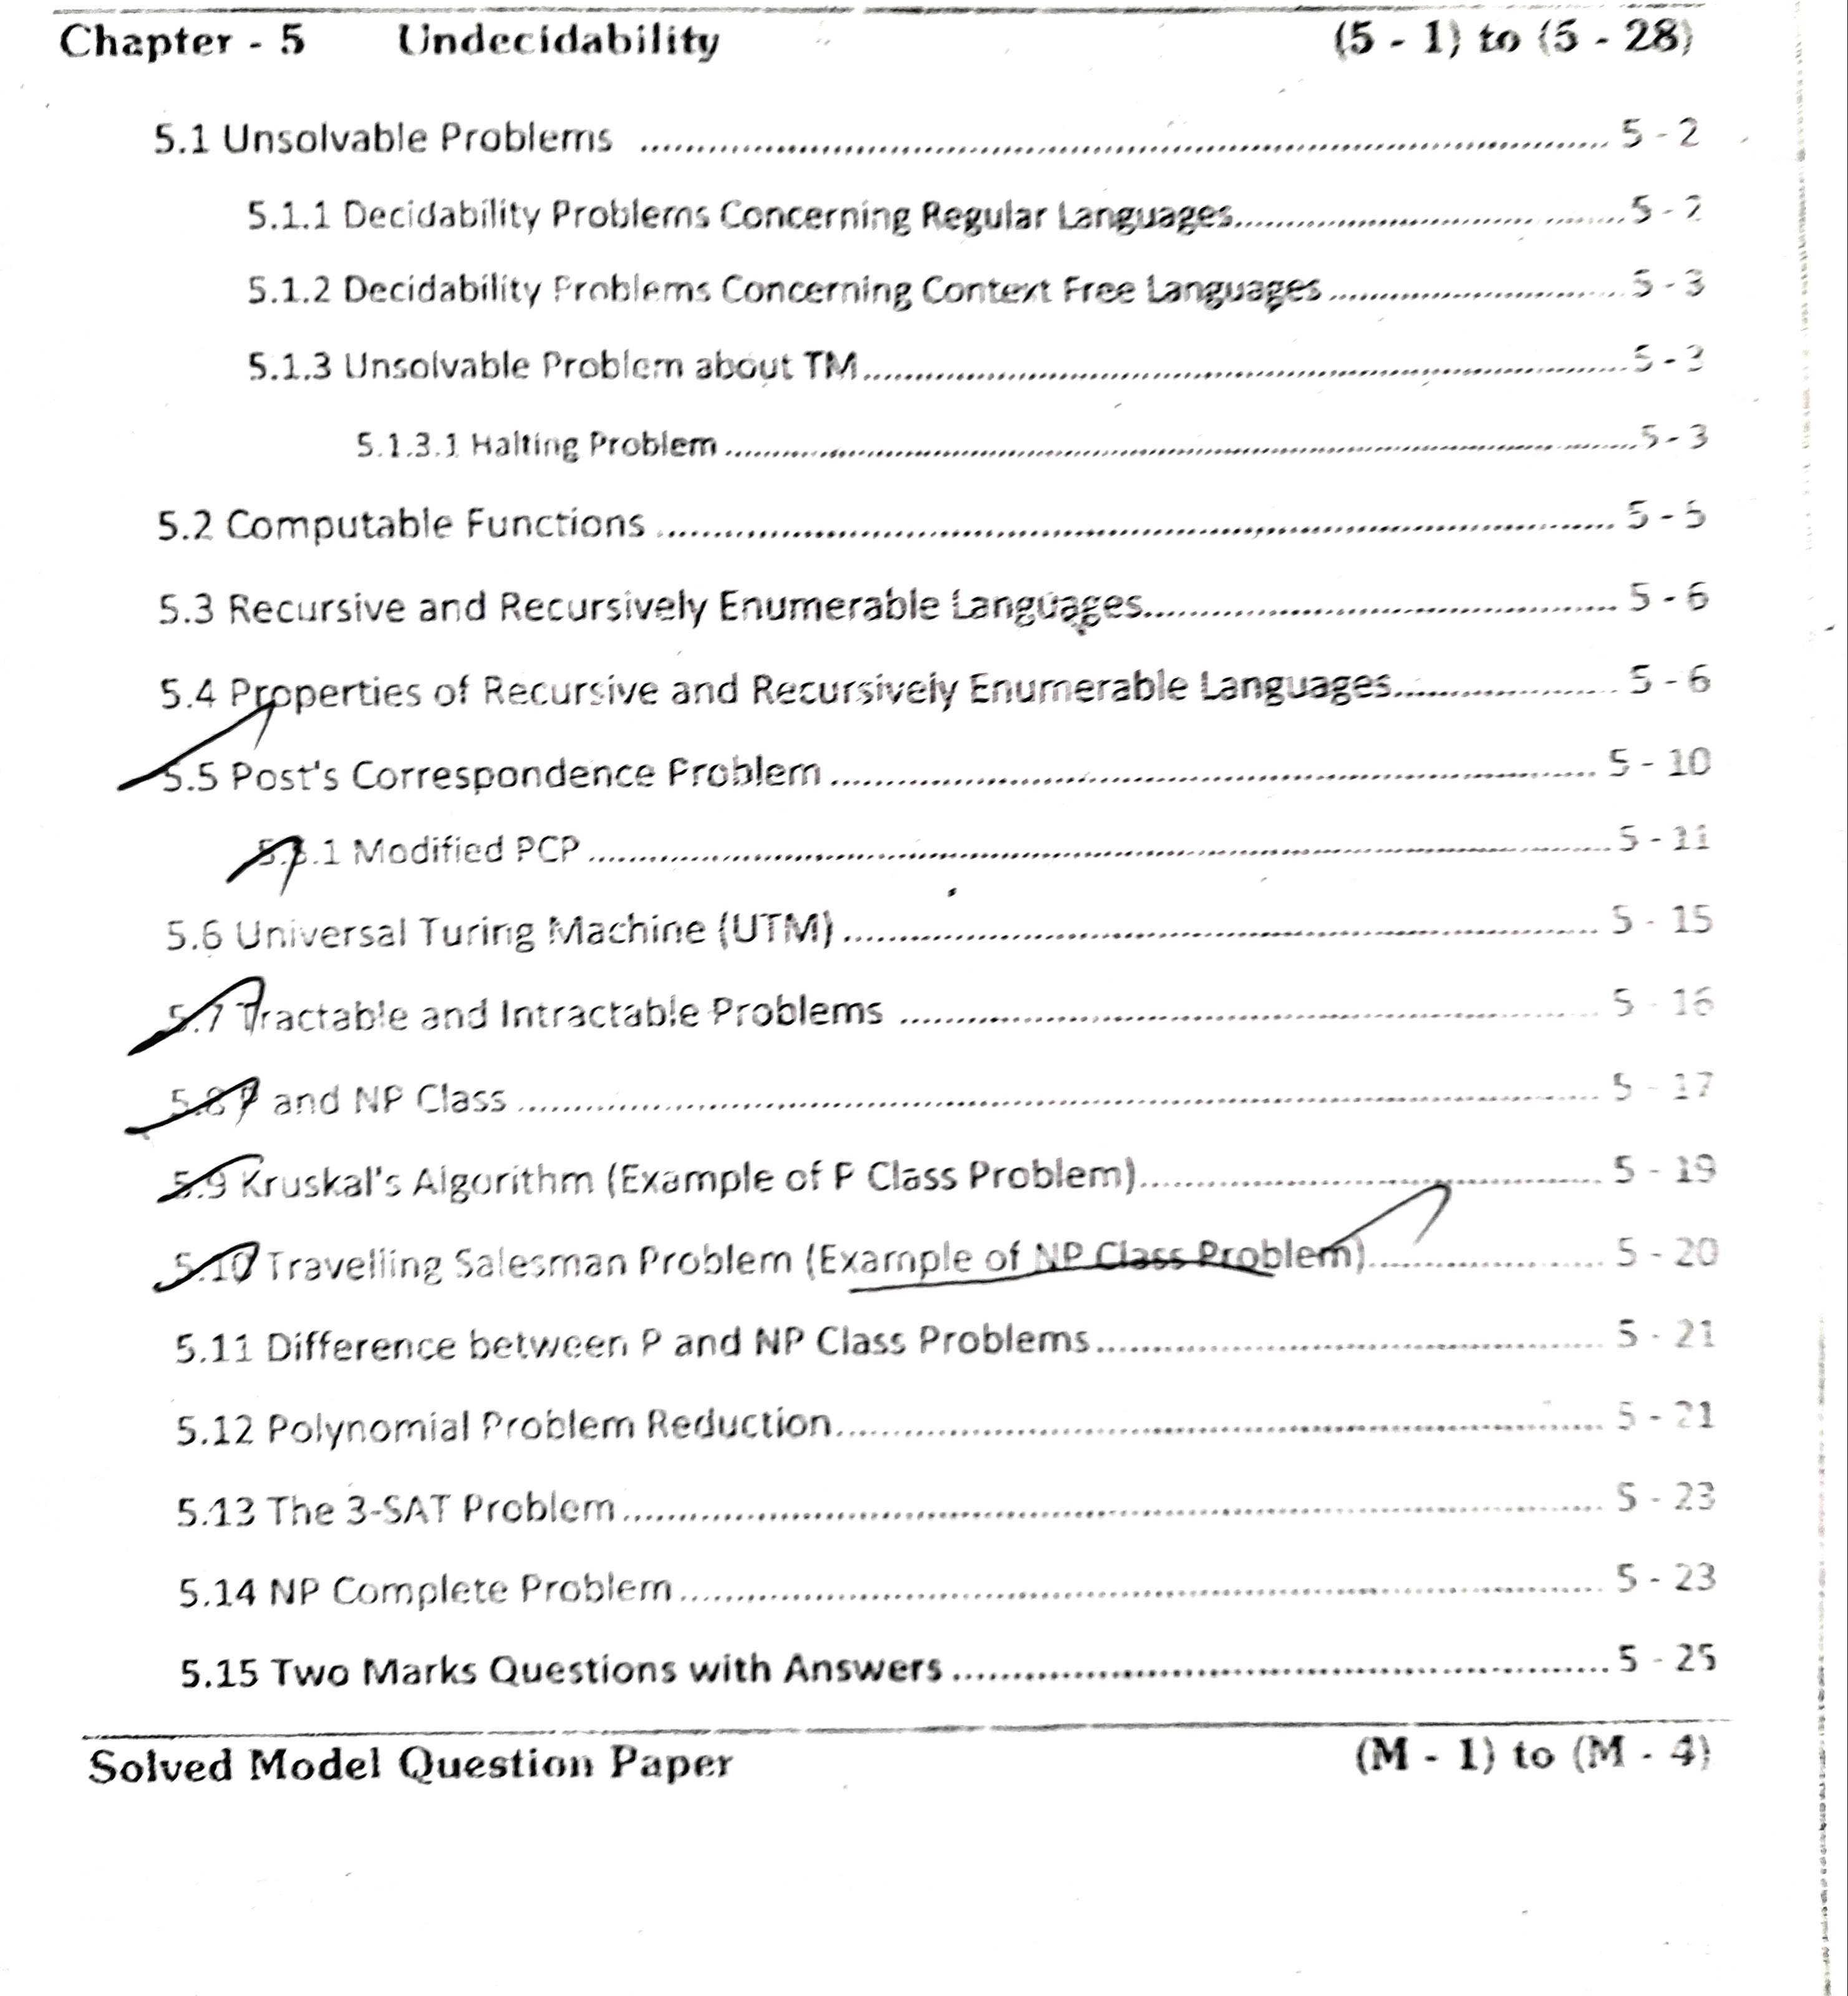 Chapter - 5 Undecidability (5 - 1) to (5 - 28)
5.1 Unsolvable Problems ........ 5 - 2
5.1.1 Decidability Problems Concerning Regular Languages........ 5 - 2
5.1.2 Decidability Problems Concerning Context Free Languages ........ 5 - 3
5.1.3 Unsolvable Problem about TM........ 5 - 3
5.1.3.1 Halting Problem ........ 5 - 3
5.2 Computable Functions ........ 5 - 5
5.3 Recursive and Recursively Enumerable Languages........ 5 - 6
5.4 Properties of Recursive and Recursively Enumerable Languages........ 5 - 6
5.5 Post's Correspondence Problem ........ 5 - 10
5.5.1 Modified PCP ........ 5 - 11
5.6 Universal Turing Machine (UTM) ........ 5 - 15
5.7 Tractable and Intractable Problems ........ 5 - 16
5.8 P and NP Class ........ 5 - 17
5.9 Kruskal's Algorithm (Example of P Class Problem)........ 5 - 19
5.10 Travelling Salesman Problem (Example of NP Class Problem)........ 5 - 20
5.11 Difference between P and NP Class Problems........ 5 - 21
5.12 Polynomial Problem Reduction........ 5 - 21
5.13 The 3-SAT Problem........ 5 - 23
5.14 NP Complete Problem........ 5 - 23
5.15 Two Marks Questions with Answers ........ 5 - 25
Solved Model Question Paper (M - 1) to (M - 4)